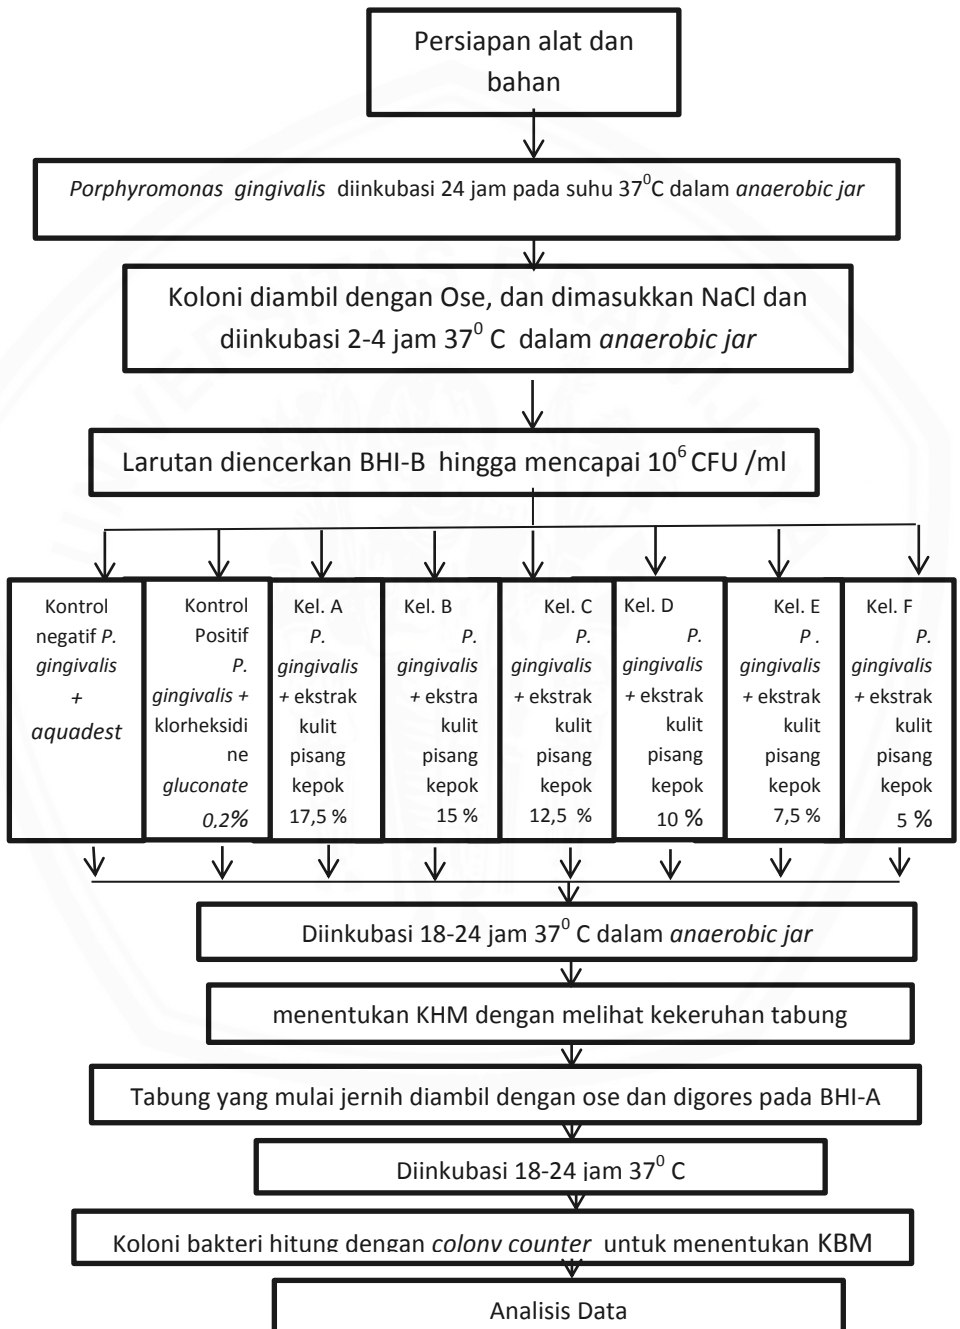 Persiapan alat dan
bahan
Porphyromonas gingivalis diinkubasi 24 jam pada suhu 37⁰C dalam anaerobic jar
Koloni diambil dengan Ose, dan dimasukkan NaCl dan
diinkubasi 2-4 jam 37⁰ C dalam anaerobic jar
Larutan diencerkan BHI-B hingga mencapai 10⁶ CFU /ml
Kontrol
negatif P.
gingivalis
+
aquadest
Kontrol
Positif
P.
gingivalis +
klorheksidi
ne
gluconate
0,2%
Kel. A
P.
gingivalis
+ ekstrak
kulit
pisang
kepok
17,5 %
Kel. B
P.
gingivalis
+ ekstra
kulit
pisang
kepok
15 %
Kel. C
P.
gingivalis
+ ekstrak
kulit
pisang
kepok
12,5 %
Kel. D
P.
gingivalis
+ ekstrak
kulit
pisang
kepok
10 %
Kel. E
P .
gingivalis
+ ekstrak
kulit
pisang
kepok
7,5 %
Kel. F
P.
gingivalis
+ ekstrak
kulit
pisang
kepok
5 %
Diinkubasi 18-24 jam 37⁰ C dalam anaerobic jar
menentukan KHM dengan melihat kekeruhan tabung
Tabung yang mulai jernih diambil dengan ose dan digores pada BHI-A
Diinkubasi 18-24 jam 37⁰ C
Koloni bakteri hitung dengan colony counter untuk menentukan KBM
Analisis Data